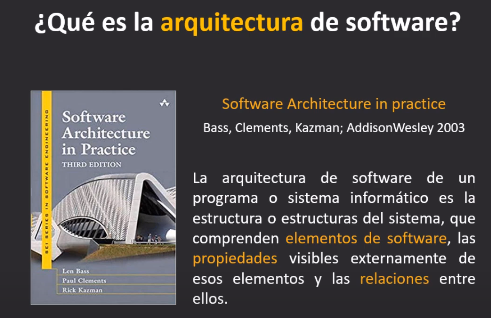 ¿Qué es la arquitectura de software?
SEI SERIES IN SOFTWARE ENGINEERING
Software
Architecture
in Practice
THIRD EDITION
Len Bass
Paul Clements
Rick Kazman
Software Architecture in practice
Bass, Clements, Kazman; AddisonWesley 2003
La arquitectura de software de un
programa o sistema informático es la
estructura o estructuras del sistema, que
comprenden elementos de software, las
propiedades visibles externamente de
esos elementos y las relaciones entre
ellos.